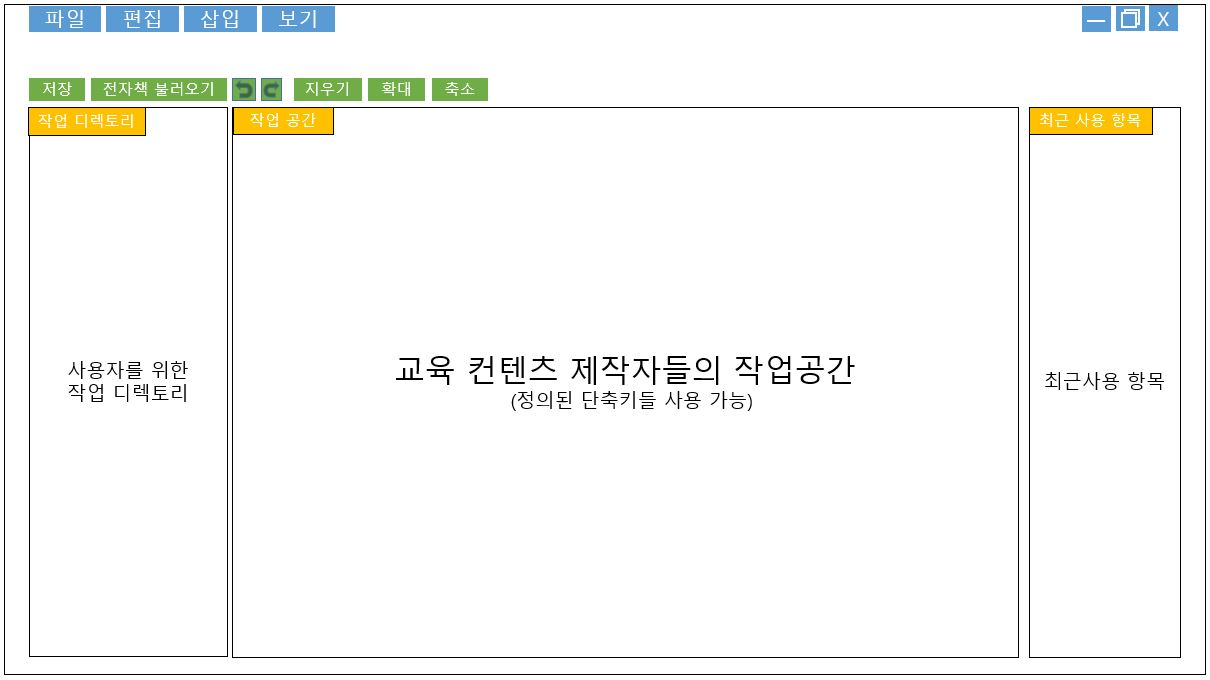 파일 편집 삽입 보기 X
저장 전자책 불러오기 지우기 확대 축소
작업 디렉토리 작업 공간 최근 사용 항목
사용자를 위한
작업 디렉토리
교육 컨텐츠 제작자들의 작업공간
(정의된 단축키들 사용 가능)
최근사용 항목